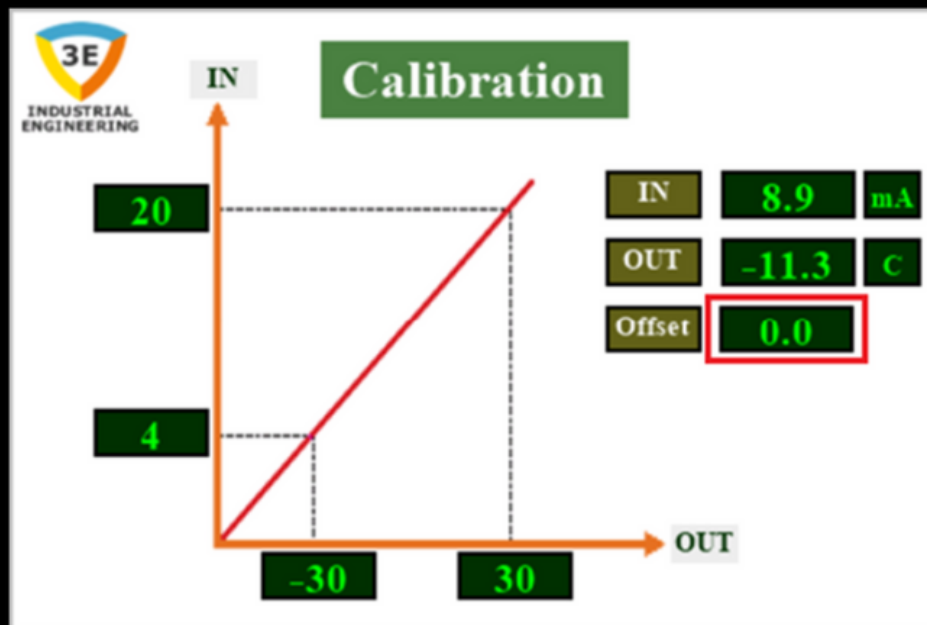 3E
INDUSTRIAL
ENGINEERING
IN
Calibration
20
4
-30
30
OUT
IN 8.9 mA
OUT -11.3 C
Offset 0.0